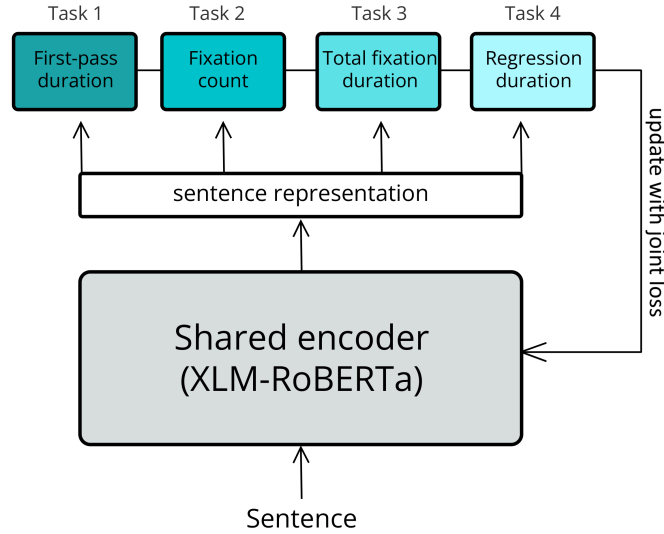 Task 1
Task 2
Task 3
Task 4
First-pass
duration
Fixation
count
Total fixation
duration
Regression
duration
update with joint loss
sentence representation
Shared encoder
(XLM-RoBERTa)
Sentence